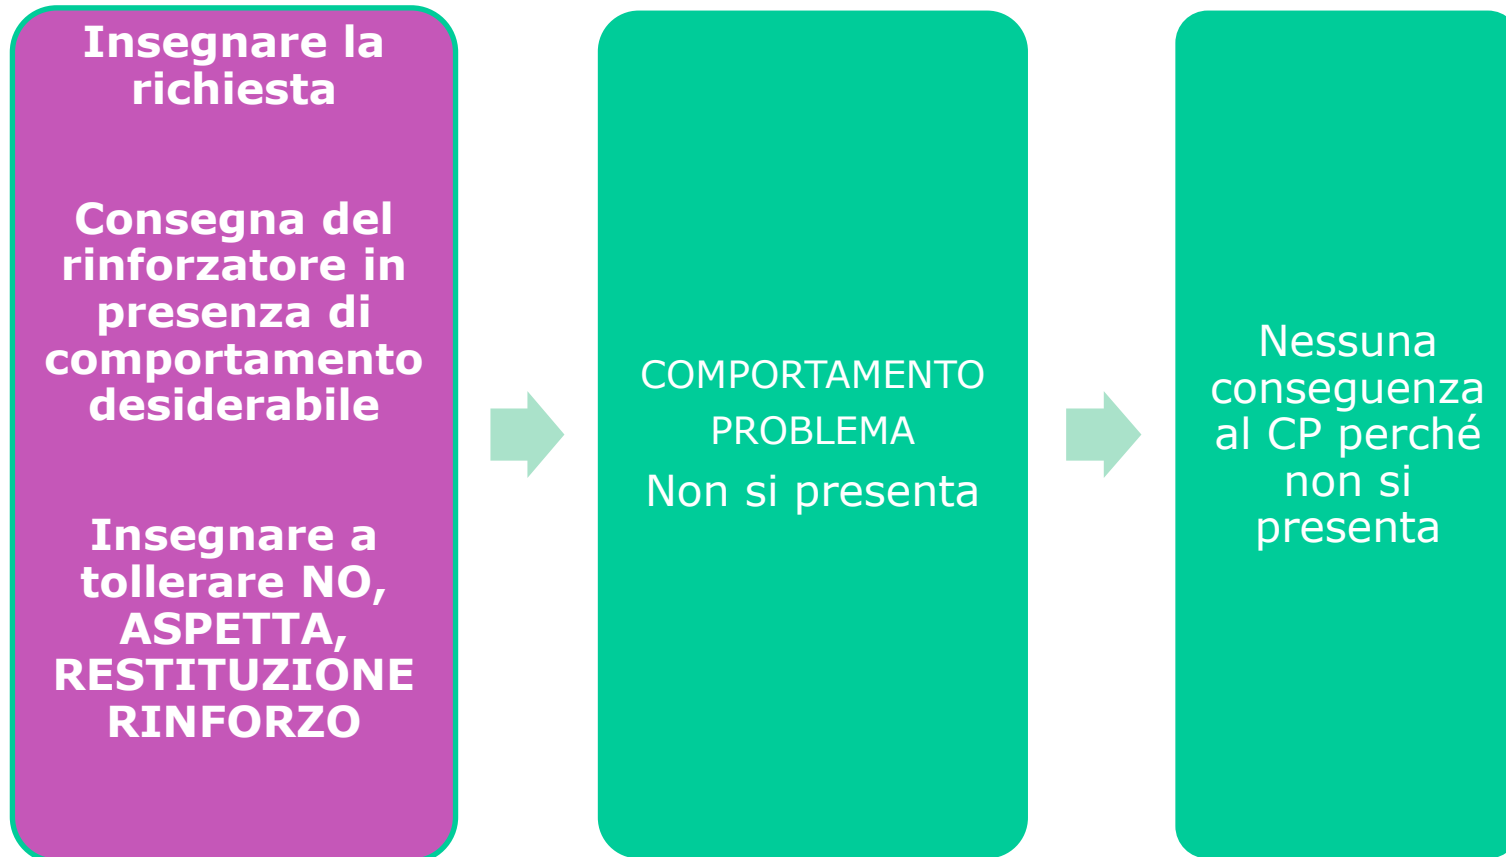 Insegnare la
richiesta
Consegna del
rinforzatore in
presenza di
comportamento
desiderabile
Insegnare a
tollerare NO,
ASPETTA,
RESTITUZIONE
RINFORZO
COMPORTAMENTO
PROBLEMA
Non si presenta
Nessuna
conseguenza
al CP perché
non si
presenta